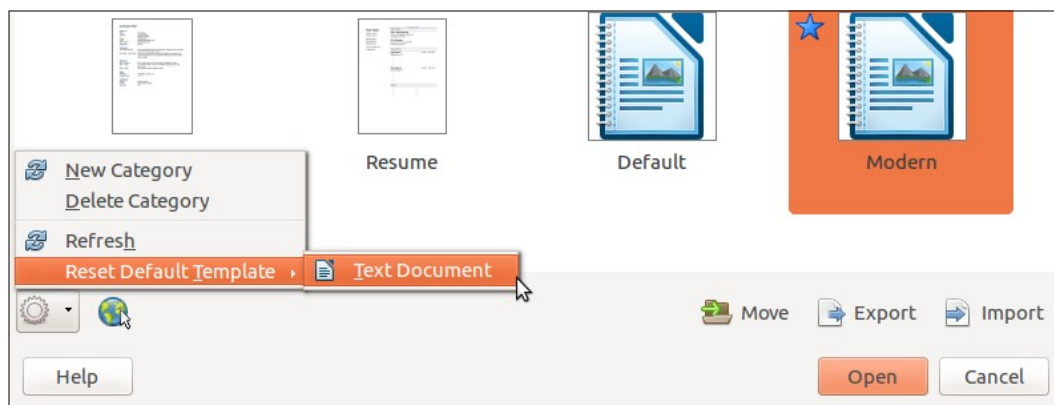 Resume
Default
Modern
New Category
Delete Category
Refresh
Reset Default Template
Text Document
Move
Export
Import
Help
Open
Cancel